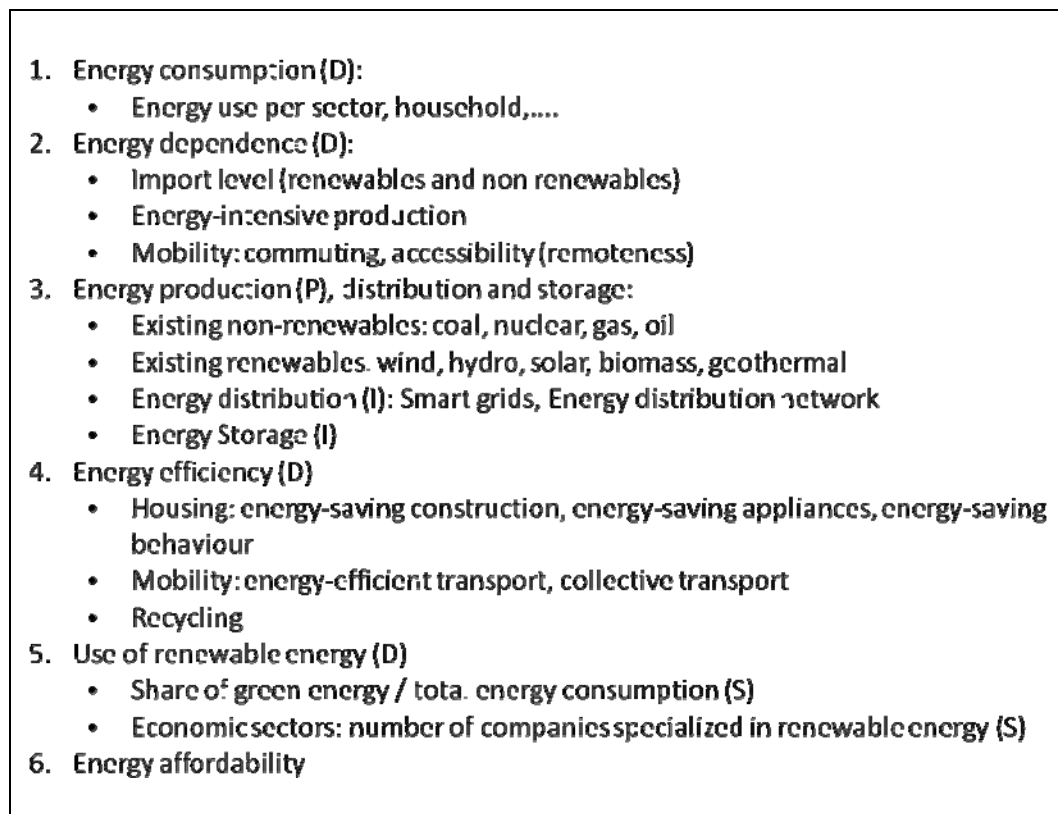 1. Energy consumption (D):
• Energy use per sector, household,....
2. Energy dependence (D):
• Import level (renewables and non renewables)
• Energy-intensive production
• Mobility: commuting, accessibility (remoteness)
3. Energy production (P), distribution and storage:
• Existing non-renewables: coal, nuclear, gas, oil
• Existing renewables. wind, hydro, solar, biomass, geothermal
• Energy distribution (I): Smart grids, Energy distribution network
• Energy Storage (I)
4. Energy efficiency (D)
• Housing: energy-saving construction, energy-saving appliances, energy-saving
behaviour
• Mobility: energy-efficient transport, collective transport
• Recycling
5. Use of renewable energy (D)
• Share of green energy / tota. energy consumption (S)
• Economic sectors: number of companies specialized in renewable energy (S)
6. Energy affordability